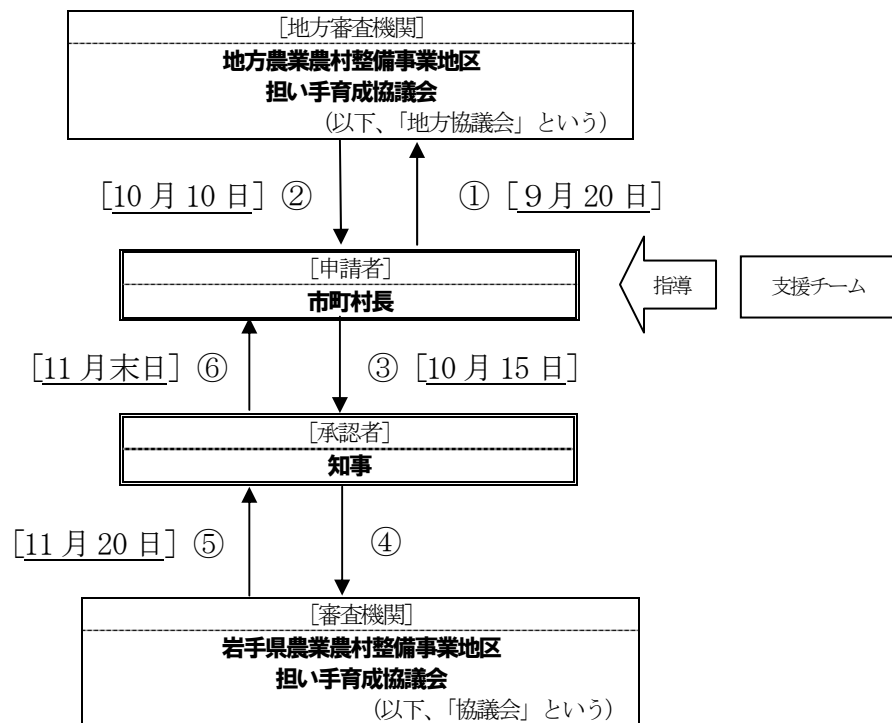 [地方審査機関]
地方農業農村整備事業地区
担い手育成協議会
(以下、「地方協議会」という)
[10月10日] ②
① [9月20日]
[申請者]
市町村長
指導
支援チーム
[11月末日] ⑥
③ [10月15日]
[承認者]
知事
[11月20日] ⑤
④
[審査機関]
岩手県農業農村整備事業地区
担い手育成協議会
(以下、「協議会」という)